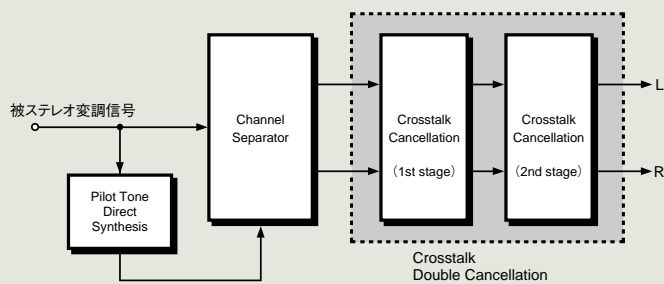 被ステレオ変調信号
Pilot Tone
Direct
Synthesis
Channel
Separator
Crosstalk
Cancellation
（1st stage）
Crosstalk
Cancellation
（2nd stage）
L
R
Crosstalk
Double Cancellation